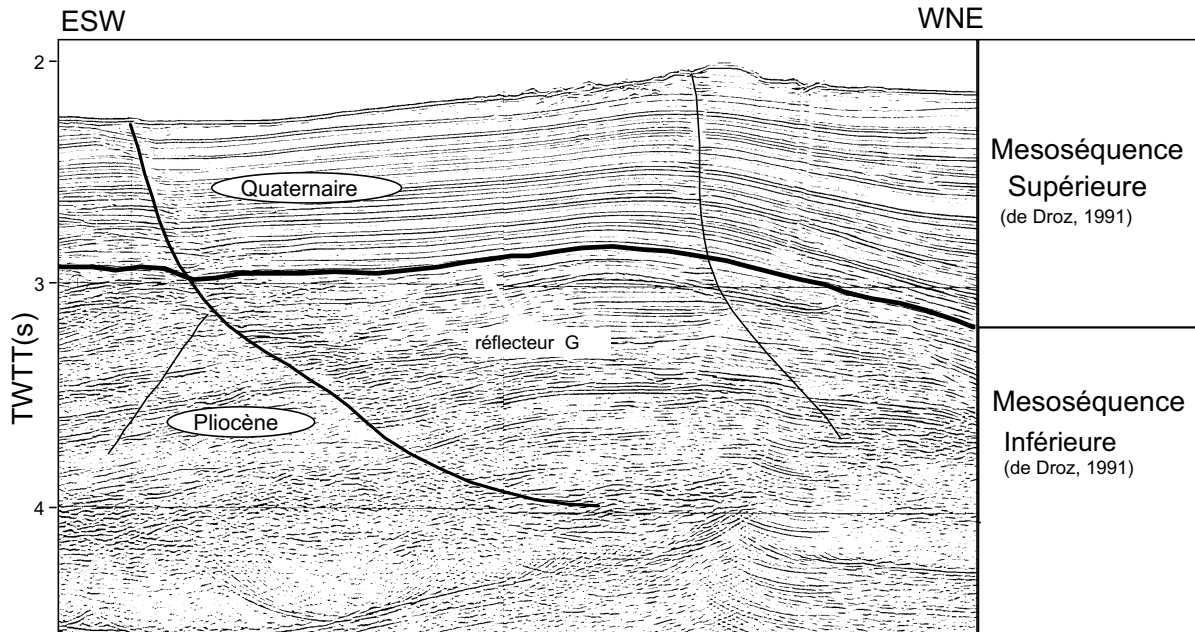 ESW
WNE
2
Quaternaire
Mesoséquence
Supérieure
(de Droz, 1991)
3
TWTT(s)
réflecteur G
Pliocène
Mesoséquence
Inférieure
(de Droz, 1991)
4